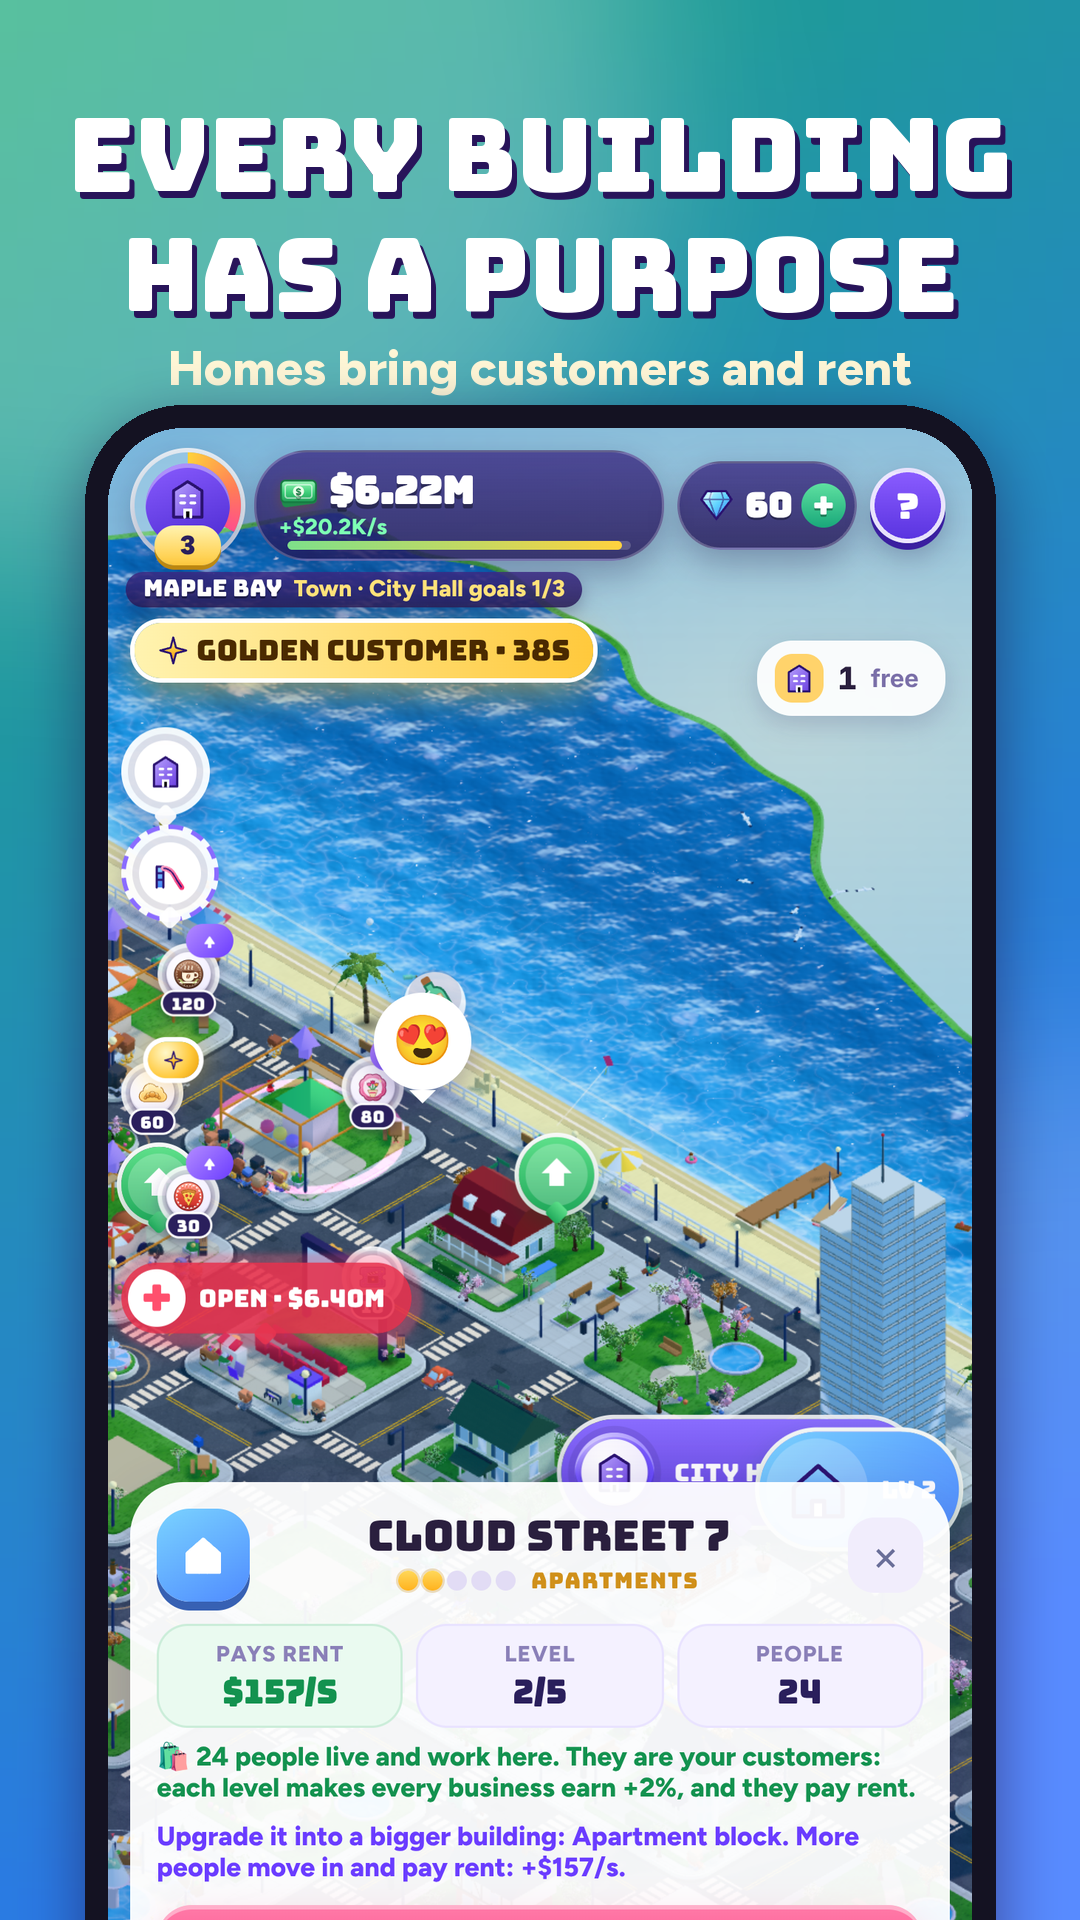 EVERY BUILDING
HAS A PURPOSE
Homes bring customers and rent
$6.22M
+$20.2K/s
60
+
?
3
MAPLE BAY Town · City Hall goals 1/3
GOLDEN CUSTOMER · 38S
1 free
120
60
80
30
OPEN · $6.40M
CITY H
LV 2
CLOUD STREET 7
APARTMENTS
×
PAYS RENT
$157/S
LEVEL
2/5
PEOPLE
24
24 people live and work here. They are your customers:
each level makes every business earn +2%, and they pay rent.
Upgrade it into a bigger building: Apartment block. More
people move in and pay rent: +$157/s.